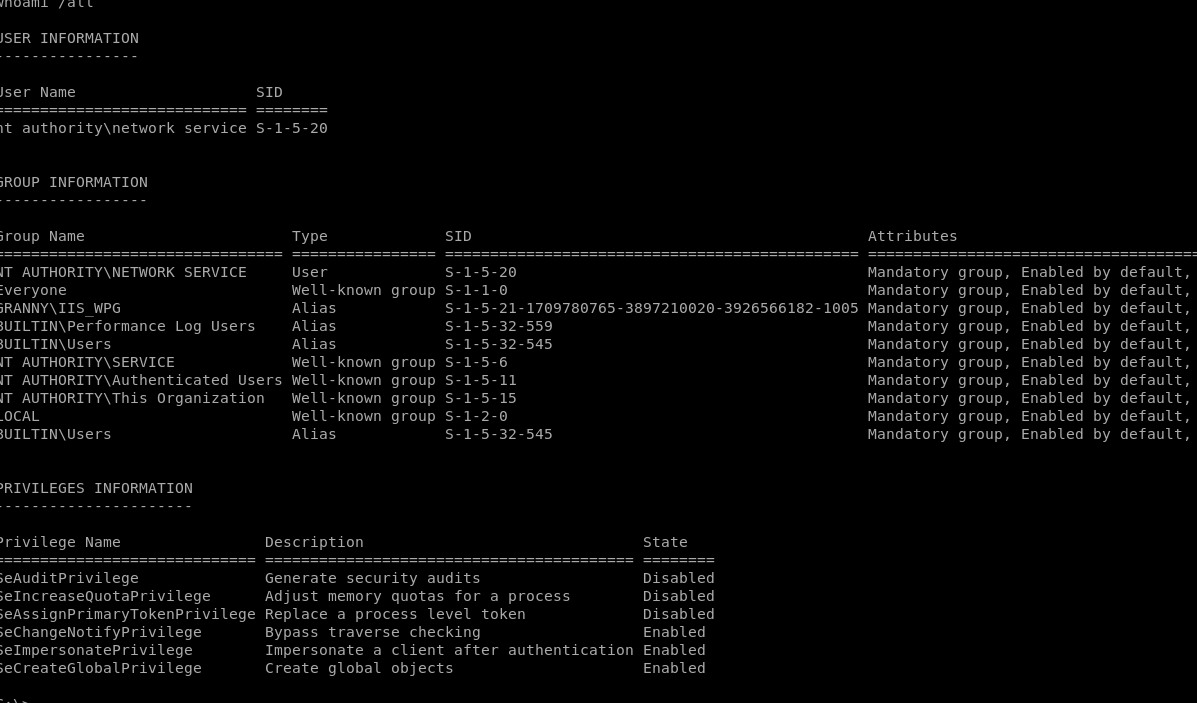 whoami /all
USER INFORMATION
----------------
User Name                    SID
============================ ========
nt authority\network service S-1-5-20
GROUP INFORMATION
-----------------
Group Name                       Type             SID                                            Attributes
================================ ================ ============================================== =====================================
NT AUTHORITY\NETWORK SERVICE     User             S-1-5-20                                       Mandatory group, Enabled by default,
Everyone                         Well-known group S-1-1-0                                        Mandatory group, Enabled by default,
GRANNY\IIS_WPG                   Alias            S-1-5-21-1709780765-3897210020-3926566182-1005 Mandatory group, Enabled by default,
BUILTIN\Performance Log Users    Alias            S-1-5-32-559                                   Mandatory group, Enabled by default,
BUILTIN\Users                    Alias            S-1-5-32-545                                   Mandatory group, Enabled by default,
NT AUTHORITY\SERVICE             Well-known group S-1-5-6                                        Mandatory group, Enabled by default,
NT AUTHORITY\Authenticated Users Well-known group S-1-5-11                                       Mandatory group, Enabled by default,
NT AUTHORITY\This Organization   Well-known group S-1-5-15                                       Mandatory group, Enabled by default,
LOCAL                            Well-known group S-1-2-0                                        Mandatory group, Enabled by default,
BUILTIN\Users                    Alias            S-1-5-32-545                                   Mandatory group, Enabled by default,
PRIVILEGES INFORMATION
----------------------
Privilege Name                Description                               State
============================= ========================================= ========
SeAuditPrivilege              Generate security audits                  Disabled
SeIncreaseQuotaPrivilege      Adjust memory quotas for a process        Disabled
SeAssignPrimaryTokenPrivilege Replace a process level token             Disabled
SeChangeNotifyPrivilege       Bypass traverse checking                  Enabled
SeImpersonatePrivilege        Impersonate a client after authentication Enabled
SeCreateGlobalPrivilege       Create global objects                     Enabled